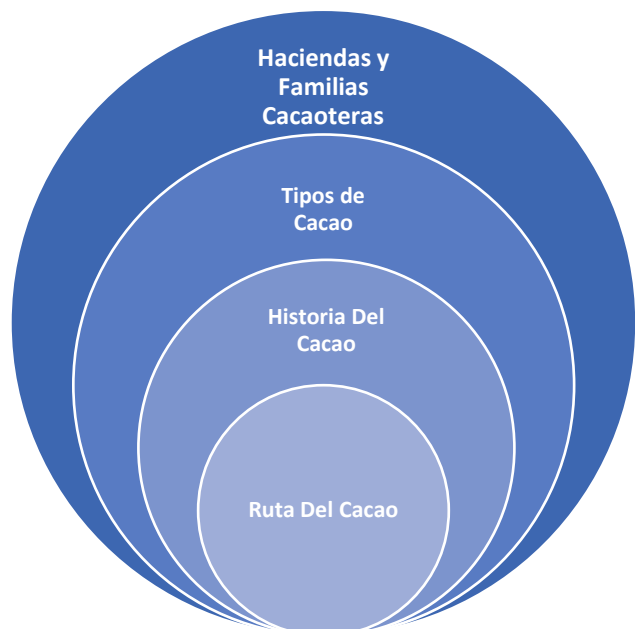 Haciendas y
Familias
Cacaoteras
Tipos de
Cacao
Historia Del
Cacao
Ruta Del Cacao